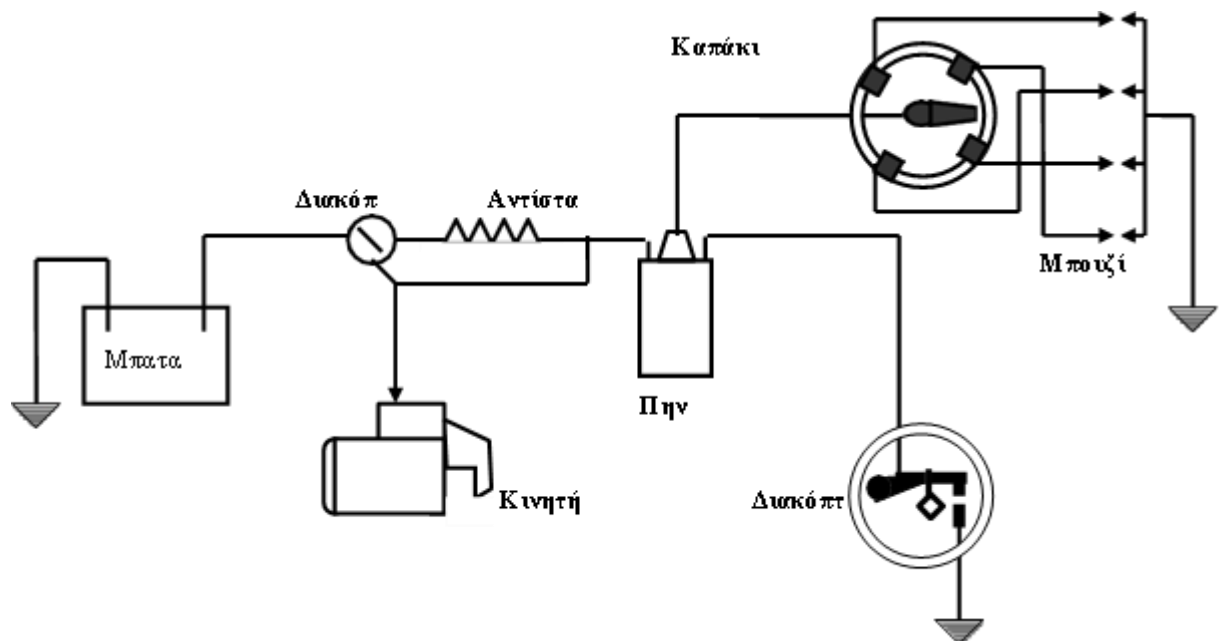 Καπάκι
Διακόπ
Αντίστα
Μπουζί
Μπατα
Πην
Κινητή
Διακόπτ